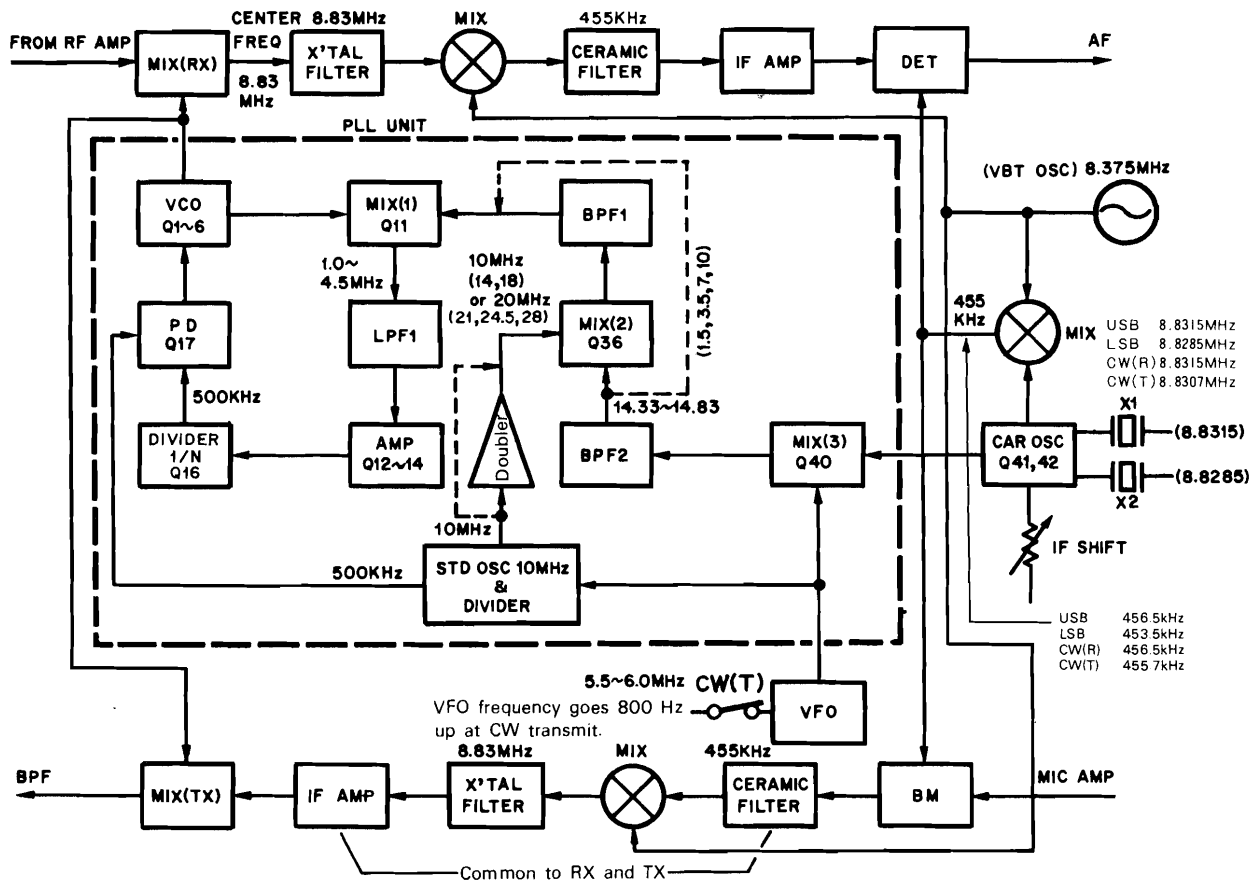 FROM RF AMP
MIX(RX)
CENTER 8.83MHz
FREQ
8.83
MHz
X'TAL
FILTER
MIX
455KHz
CERAMIC
FILTER
IF AMP
DET
AF
PLL UNIT
VCO
Q1~6
MIX(1)
Q11
BPF1
(VBT OSC) 8.375MHz
1.0~
4.5MHz
10MHz
(14,18)
or 20MHz
(21,24.5,28)
(1.5,3.5,7,10)
PD
Q17
LPF1
MIX(2)
Q36
455
KHz
MIX
USB 8.8315MHz
LSB 8.8285MHz
CW(R) 8.8315MHz
CW(T) 8.8307MHz
500KHz
14.33~14.83
DIVIDER
1/N
Q16
AMP
Q12~14
Doubler
BPF2
MIX(3)
Q40
CAR OSC
Q41,42
X1
(8.8315)
X2
(8.8285)
10MHz
IF SHIFT
500KHz
STD OSC 10MHz
&
DIVIDER
USB 456.5kHz
LSB 453.5kHz
CW(R) 456.5kHz
CW(T) 455.7kHz
5.5~6.0MHz
CW(T)
VFO
VFO frequency goes 800 Hz
up at CW transmit.
BPF
MIX(TX)
IF AMP
8.83MHz
X'TAL
FILTER
MIX
455KHz
CERAMIC
FILTER
BM
MIC AMP
Common to RX and TX